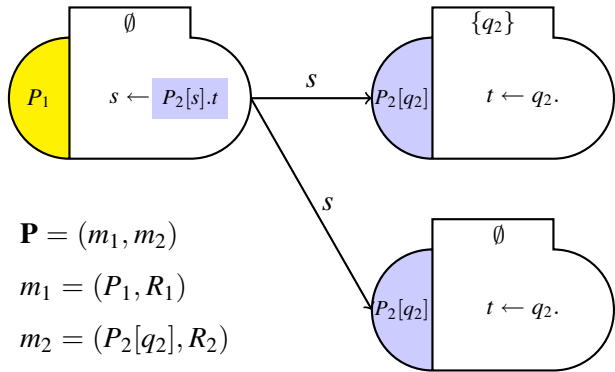 ∅
P₁
s ← P₂[s].t
s
{q₂}
P₂[q₂]
t ← q₂.
s
∅
P₂[q₂]
t ← q₂.
𝐏 = (m₁, m₂)
m₁ = (P₁, R₁)
m₂ = (P₂[q₂], R₂)